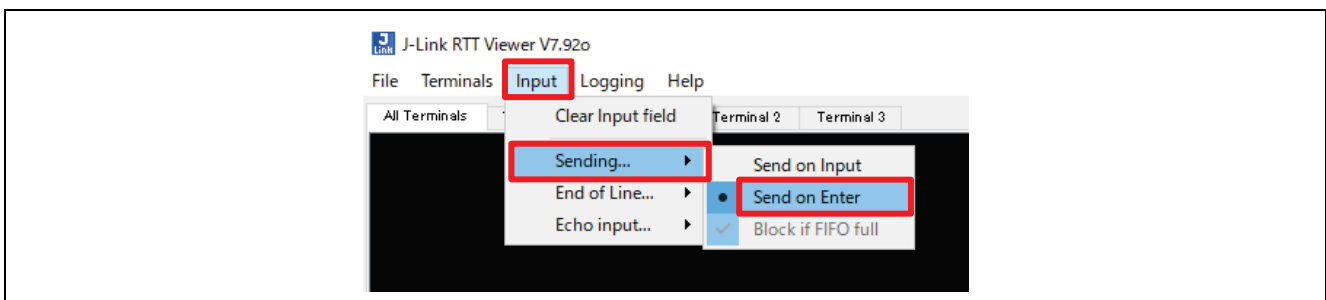 J-Link RTT Viewer V7.92o
File Terminals Input Logging Help
All Terminals Terminal 2 Terminal 3
Clear Input field
Sending...
End of Line...
Echo input...
Send on Input
Send on Enter
Block if FIFO full